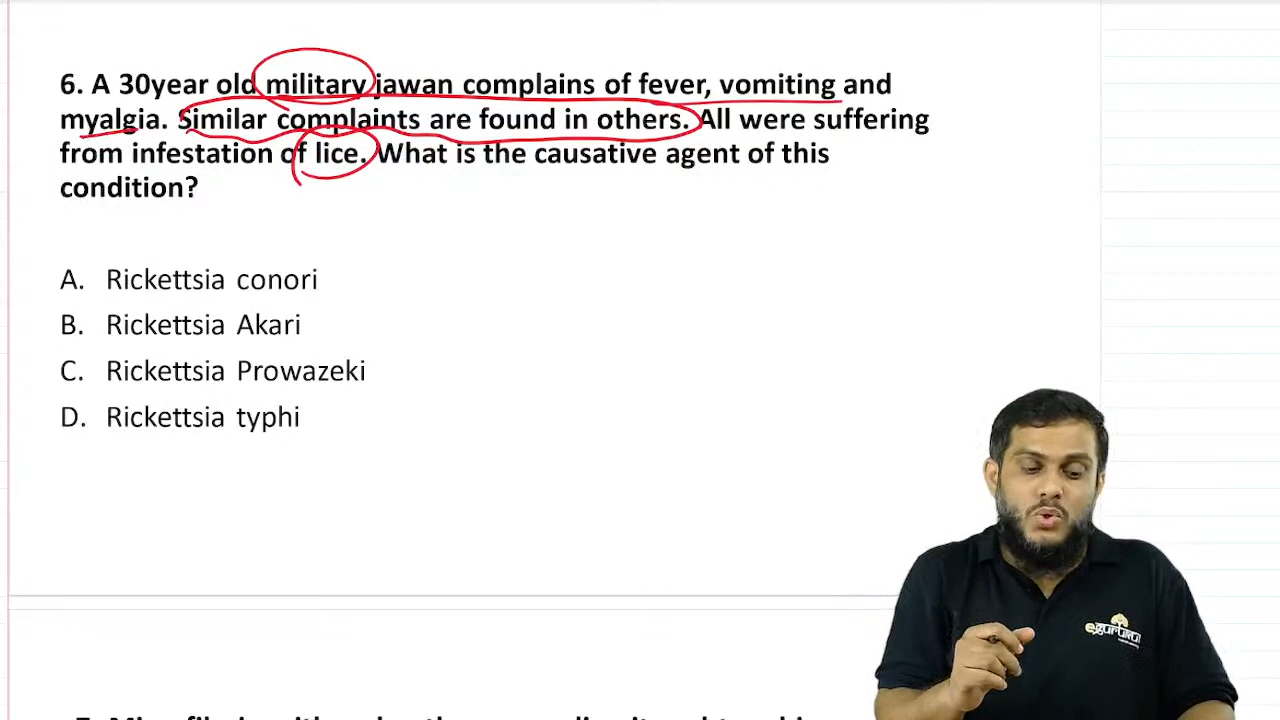 6. A 30year old military jawan complains of fever, vomiting and
myalgia. Similar complaints are found in others. All were suffering
from infestation of lice. What is the causative agent of this
condition?
A. Rickettsia conori
B. Rickettsia Akari
C. Rickettsia Prowazeki
D. Rickettsia typhi
egurukul